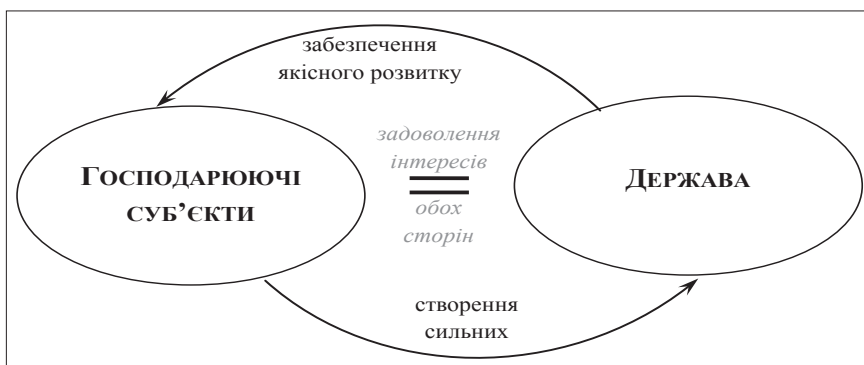 забезпечення
якісного розвитку
задоволення
інтересів
ГОСПОДАРЮЮЧІ
СУБ’ЄКТИ
ДЕРЖАВА
обох
сторін
створення
сильних